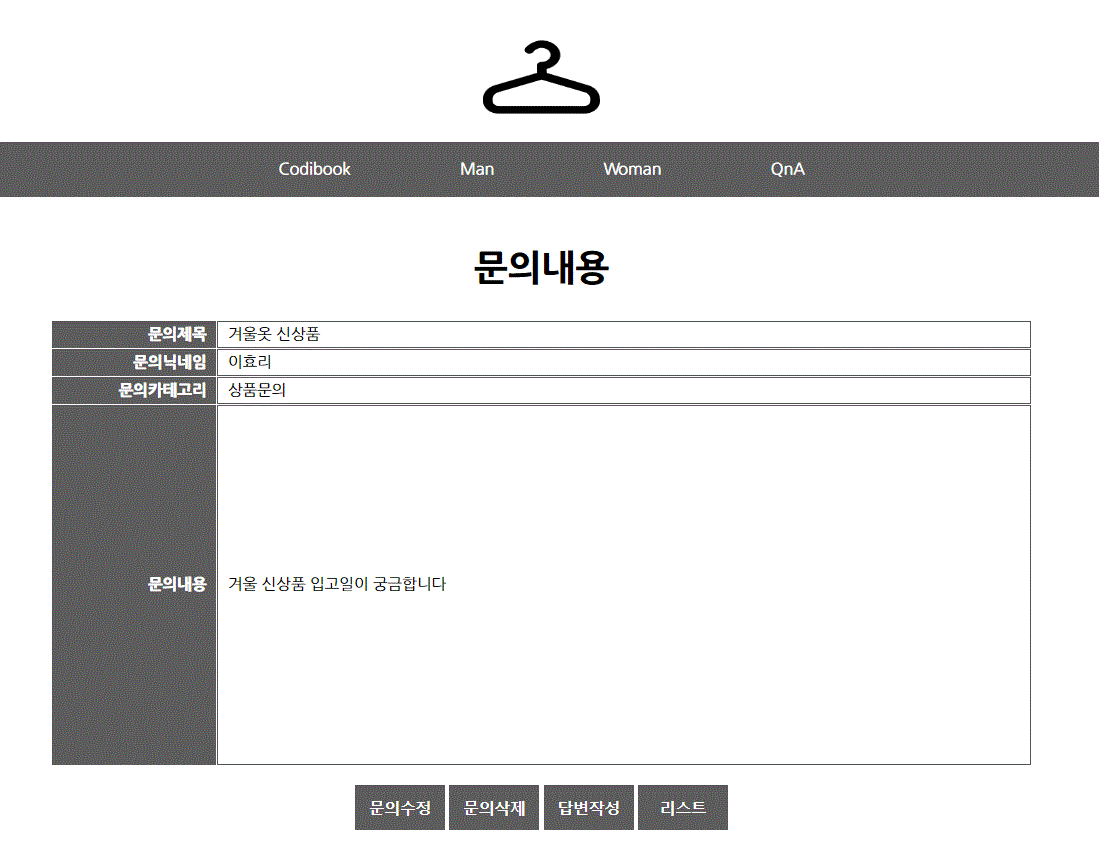 Codibook Man Woman QnA
문의내용
문의제목 겨울옷 신상품
문의닉네임 이효리
문의카테고리 상품문의
문의내용 겨울 신상품 입고일이 궁금합니다
문의수정 문의삭제 답변작성 리스트